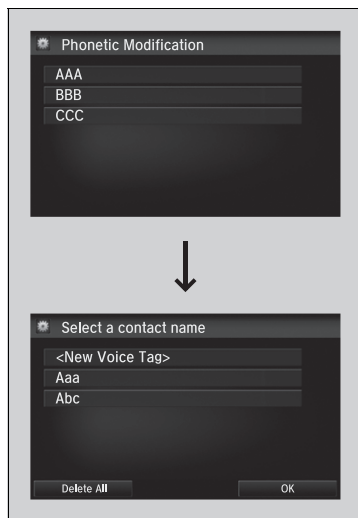 Phonetic Modification
AAA
BBB
CCC
Select a contact name
<New Voice Tag>
Aaa
Abc
Delete All
OK